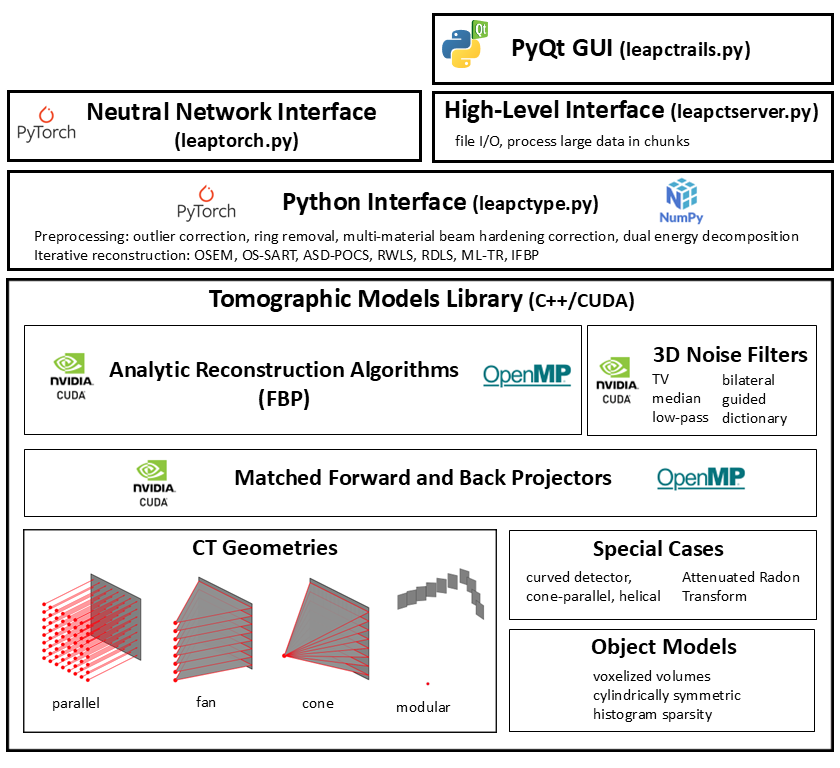 Qt
PyQt GUI (leapctrails.py)
PyTorch
Neutral Network Interface
(leaptorch.py)
High-Level Interface (leapctserver.py)
file I/O, process large data in chunks
PyTorch
Python Interface (leapctype.py)
NumPy
Preprocessing: outlier correction, ring removal, multi-material beam hardening correction, dual energy decomposition
Iterative reconstruction: OSEM, OS-SART, ASD-POCS, RWLS, RDLS, ML-TR, IFBP
Tomographic Models Library (C++/CUDA)
NVIDIA.
CUDA
Analytic Reconstruction Algorithms
(FBP)
OpenMP
NVIDIA.
CUDA
3D Noise Filters
TV
median
low-pass
bilateral
guided
dictionary
NVIDIA.
CUDA
Matched Forward and Back Projectors
OpenMP
CT Geometries
parallel
fan
cone
modular
Special Cases
curved detector,
cone-parallel, helical
Attenuated Radon
Transform
Object Models
voxelized volumes
cylindrically symmetric
histogram sparsity